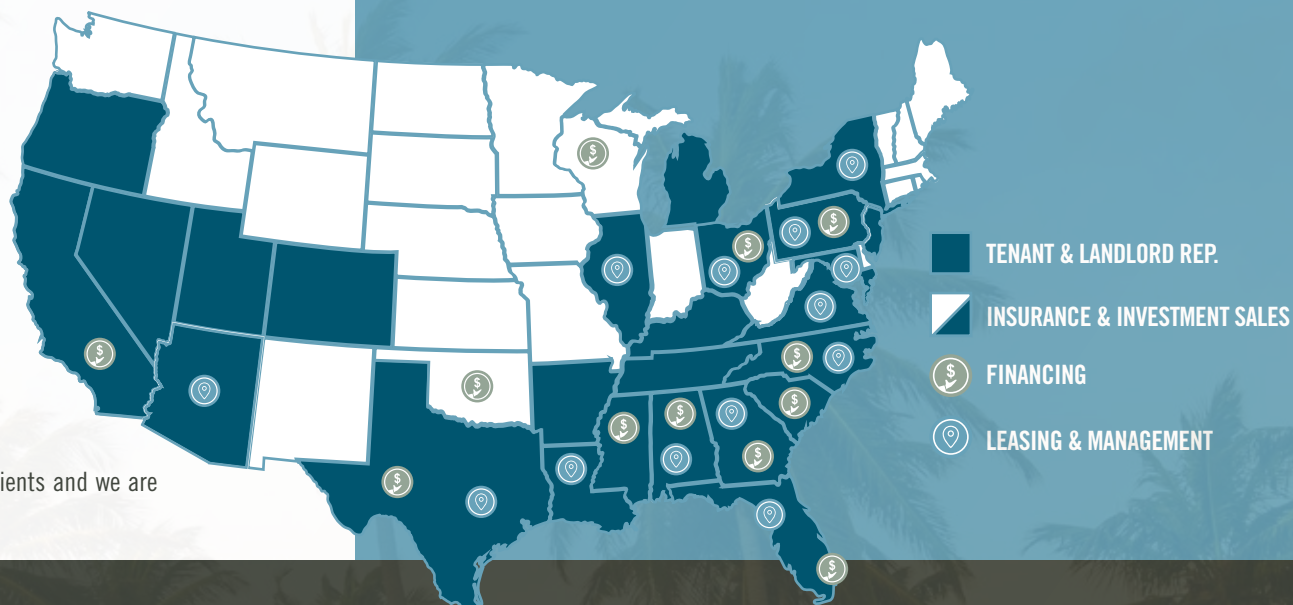 TENANT & LANDLORD REP.
INSURANCE & INVESTMENT SALES
FINANCING
LEASING & MANAGEMENT
ients and we are